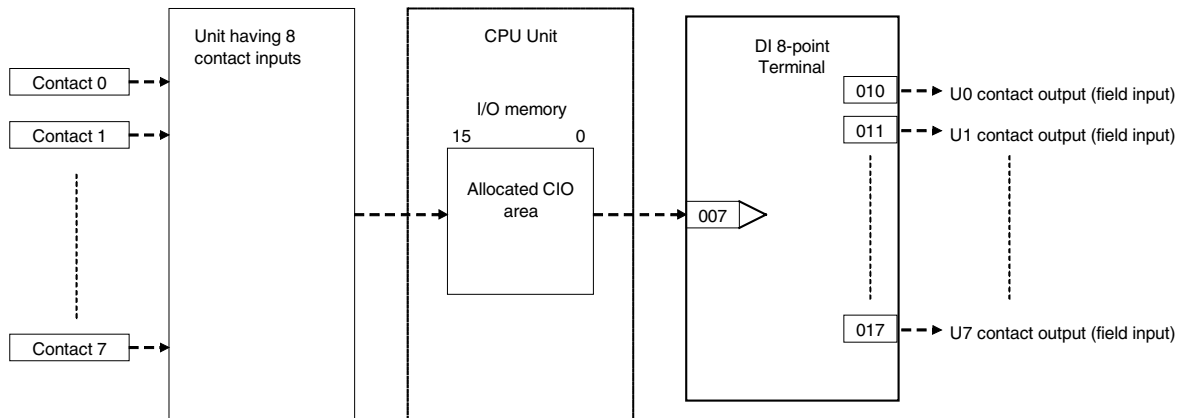 Unit having 8
contact inputs
CPU Unit
DI 8-point
Terminal
Contact 0
Contact 1
Contact 7
I/O memory
15 0
Allocated CIO
area
007
010
U0 contact output (field input)
011
U1 contact output (field input)
017
U7 contact output (field input)